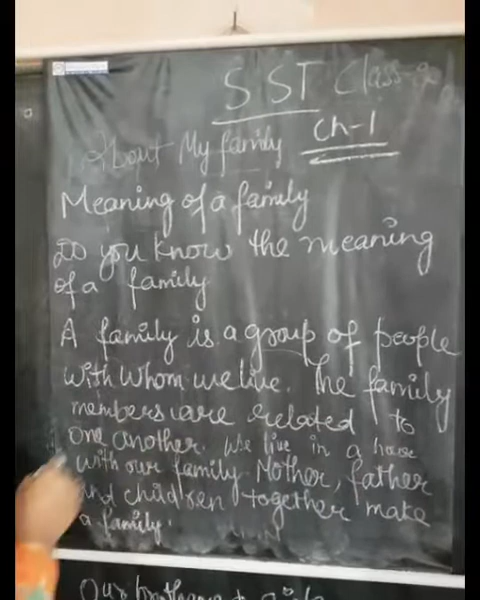 SST Class-2
About My family Ch-1
Meaning of a family
Do you know the meaning
of a family
A family is a group of people
with whom we live. The family
members are related to
one another. We live in a house
with our family. Mother, father
and children together make
a family.
Our